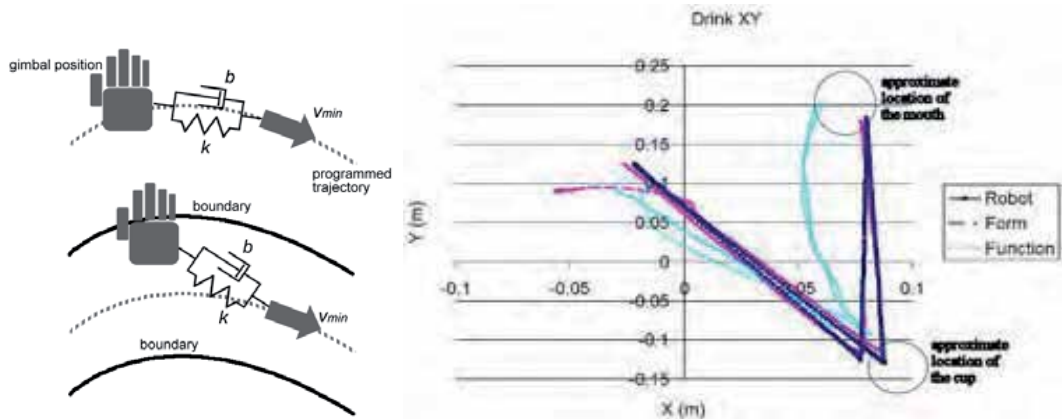 gimbal position
b
Vmin
k
programmed
trajectory
boundary
b
k
Vmin
boundary
Drink XY
Y (m)
0.25
0.2
0.15
0.1
0.05
0
-0.05
-0.1
-0.15
-0.1
-0.05
0
0.05
0.1
X (m)
approximate
location of
the mouth
Robot
Form
Function
approximate
location of
the cup